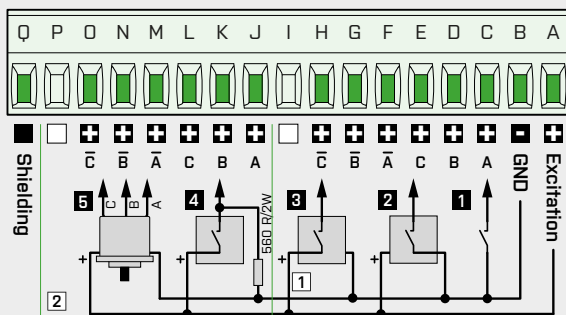 Q P O N M L K J I H G F E D C B A
+ + + + + + + + + + + + - +
C̅ B̅ A̅ C B A C̅ B̅ A̅ C B A
Shielding
GND
Excitation
5 C B A
4
560 R/2W
3
2
1
+ + + +
1
2